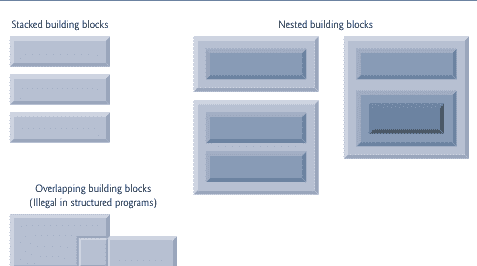 Stacked building blocks
Nested building blocks
Overlapping building blocks
(Illegal in structured programs)